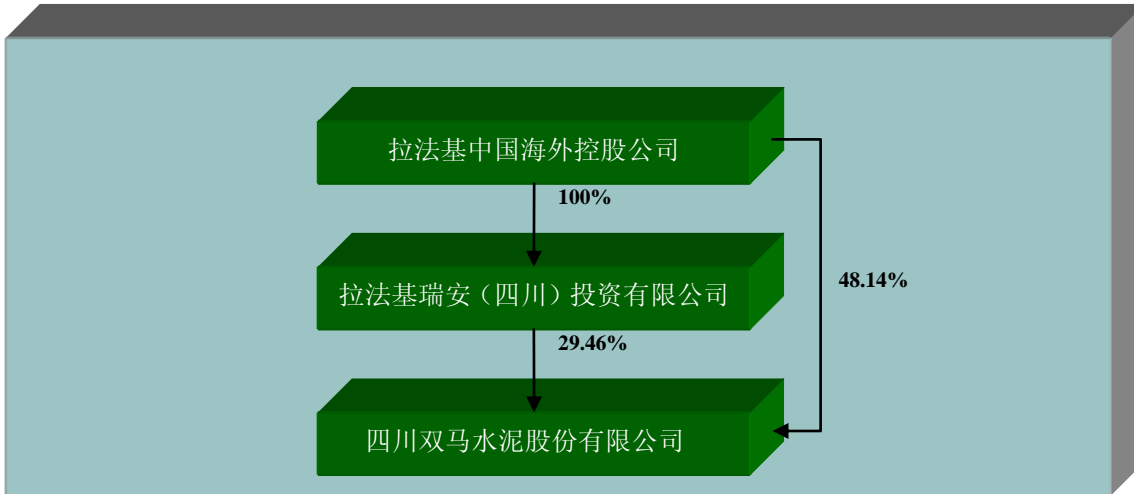 拉法基中国海外控股公司
100%
拉法基瑞安（四川）投资有限公司
48.14%
29.46%
四川双马水泥股份有限公司